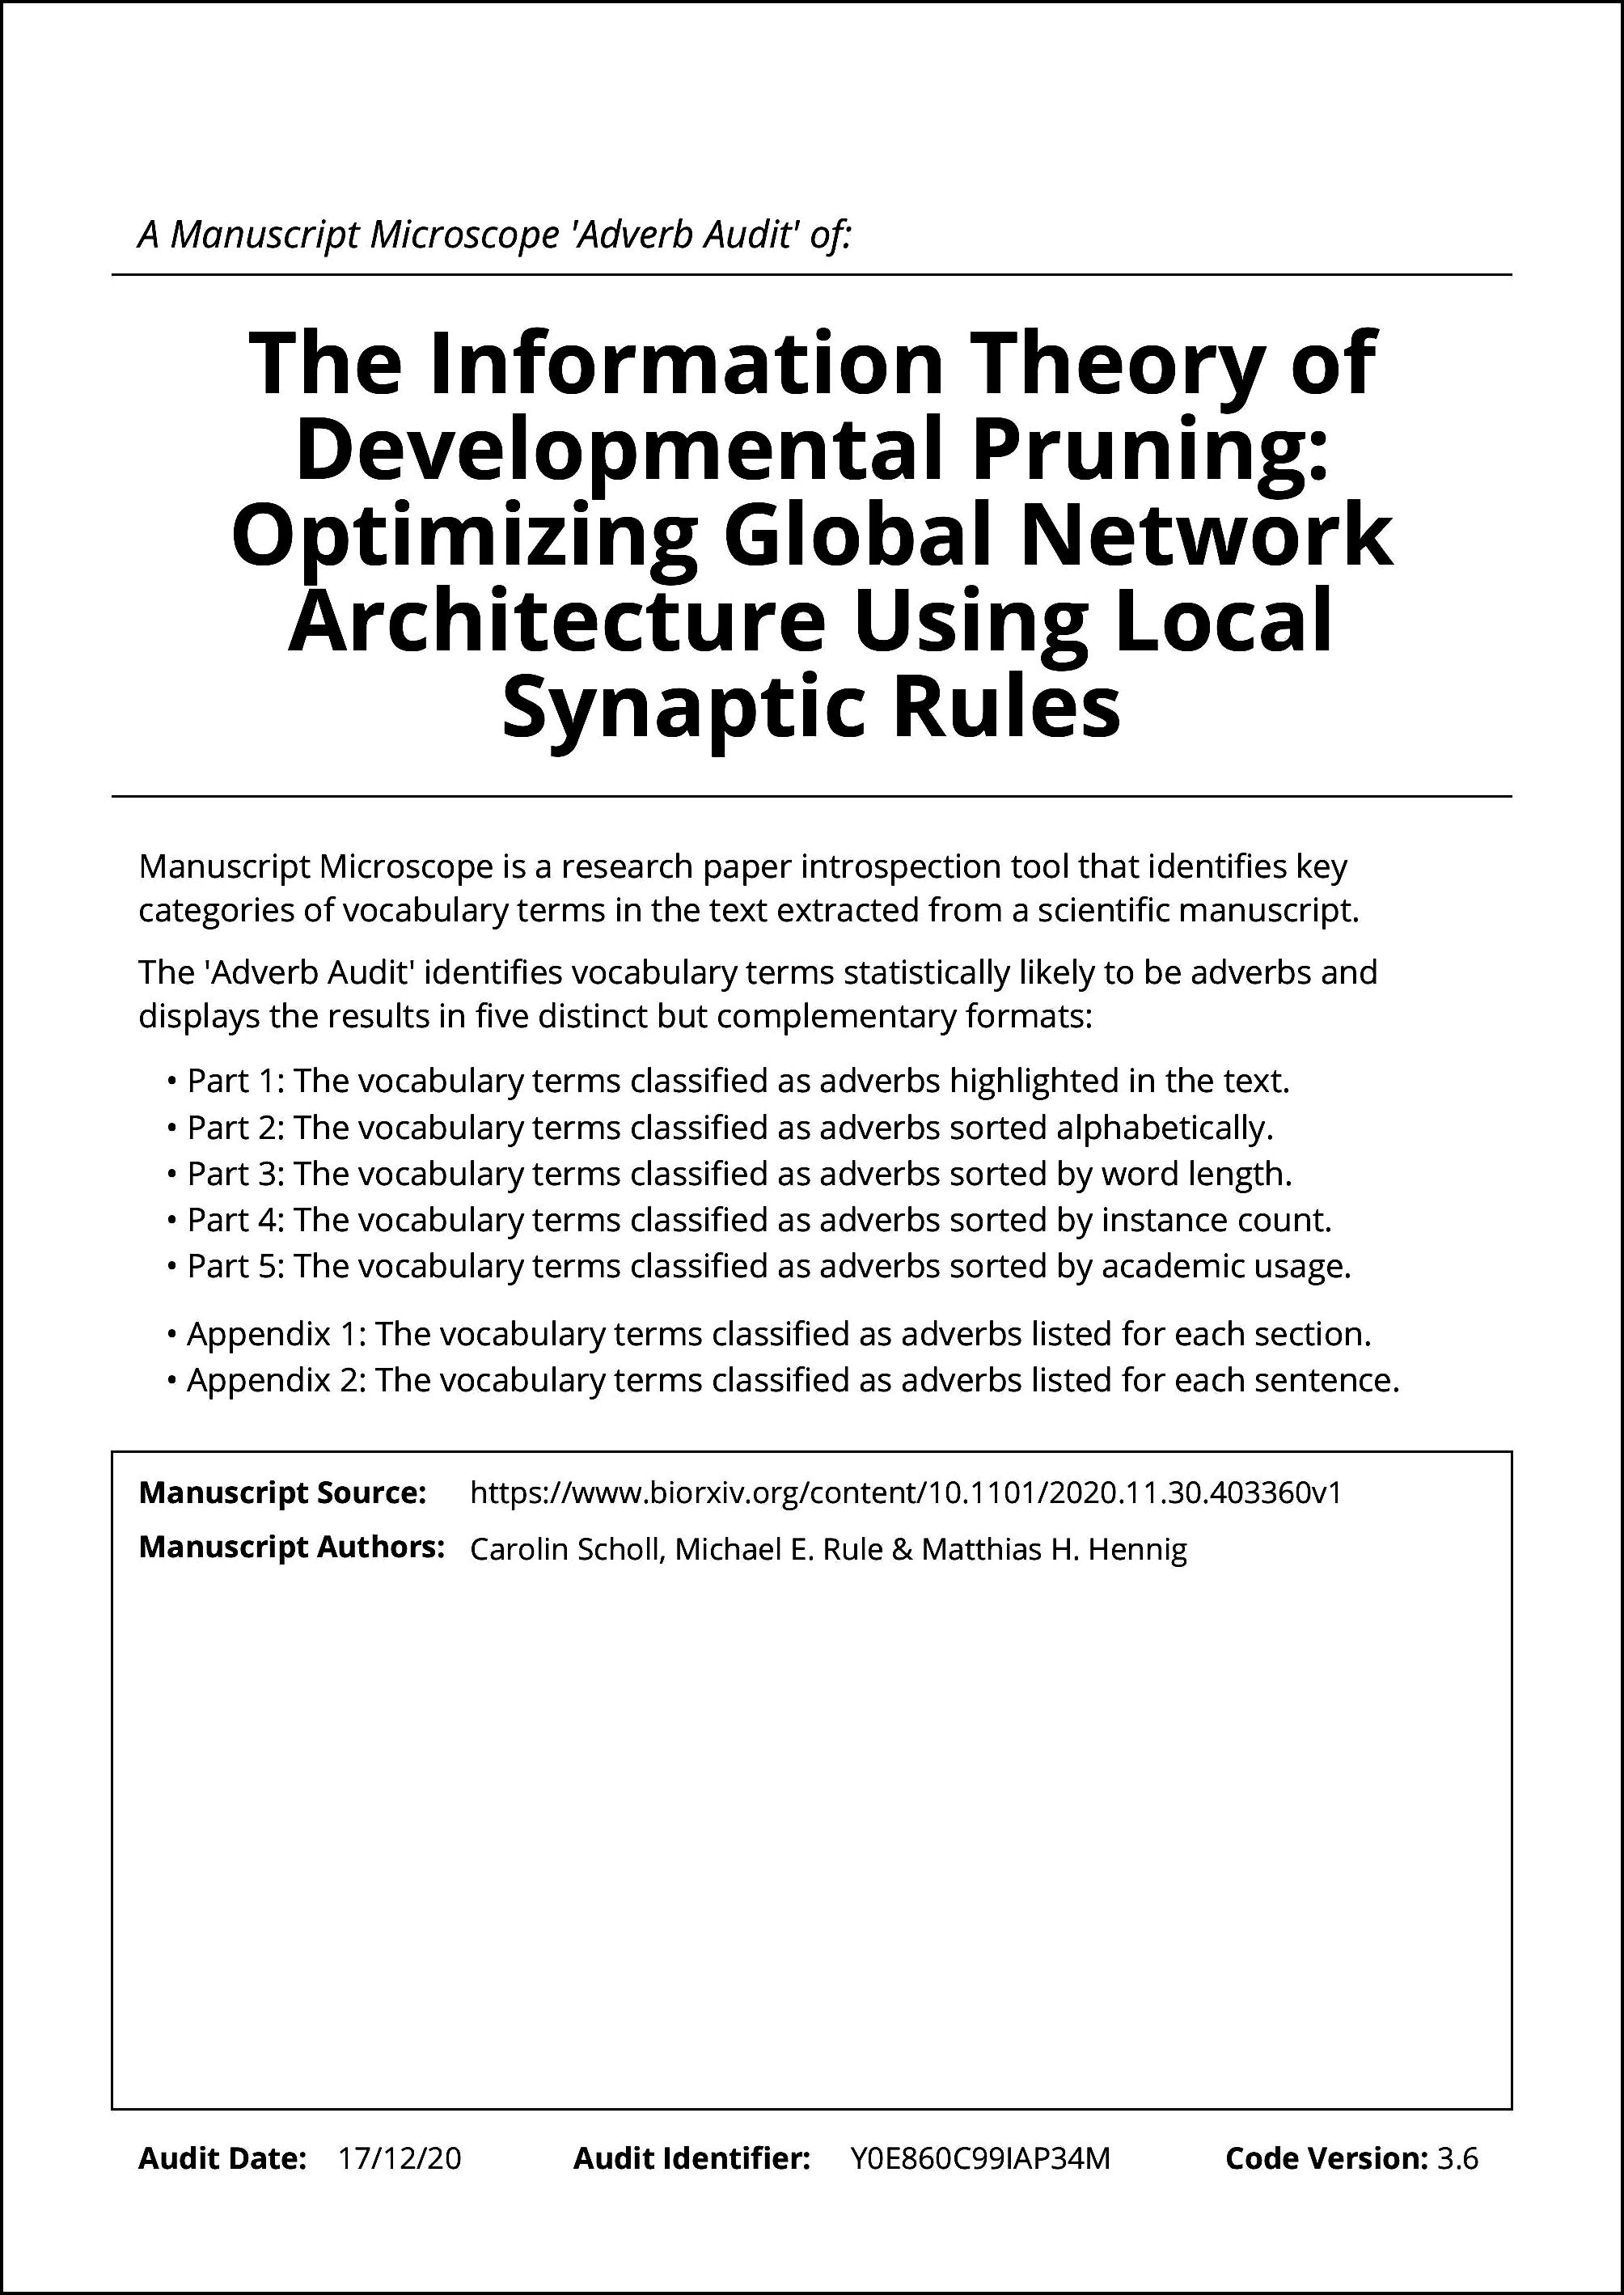 A Manuscript Microscope 'Adverb Audit' of:
The Information Theory of
Developmental Pruning:
Optimizing Global Network
Architecture Using Local
Synaptic Rules
Manuscript Microscope is a research paper introspection tool that identifies key
categories of vocabulary terms in the text extracted from a scientific manuscript.
The 'Adverb Audit' identifies vocabulary terms statistically likely to be adverbs and
displays the results in five distinct but complementary formats:
• Part 1: The vocabulary terms classified as adverbs highlighted in the text.
• Part 2: The vocabulary terms classified as adverbs sorted alphabetically.
• Part 3: The vocabulary terms classified as adverbs sorted by word length.
• Part 4: The vocabulary terms classified as adverbs sorted by instance count.
• Part 5: The vocabulary terms classified as adverbs sorted by academic usage.
• Appendix 1: The vocabulary terms classified as adverbs listed for each section.
• Appendix 2: The vocabulary terms classified as adverbs listed for each sentence.
Manuscript Source: https://www.biorxiv.org/content/10.1101/2020.11.30.403360v1
Manuscript Authors: Carolin Scholl, Michael E. Rule & Matthias H. Hennig
Audit Date: 17/12/20 Audit Identifier: Y0E860C99IAP34M Code Version: 3.6